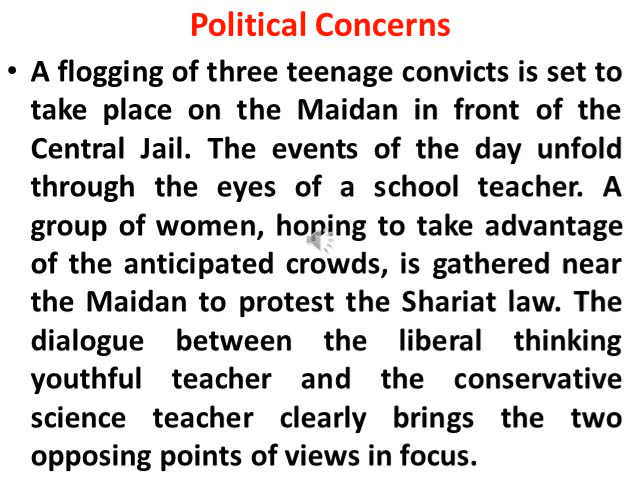 Political Concerns
• A flogging of three teenage convicts is set to
take place on the Maidan in front of the
Central Jail. The events of the day unfold
through the eyes of a school teacher. A
group of women, hoping to take advantage
of the anticipated crowds, is gathered near
the Maidan to protest the Shariat law. The
dialogue between the liberal thinking
youthful teacher and the conservative
science teacher clearly brings the two
opposing points of views in focus.